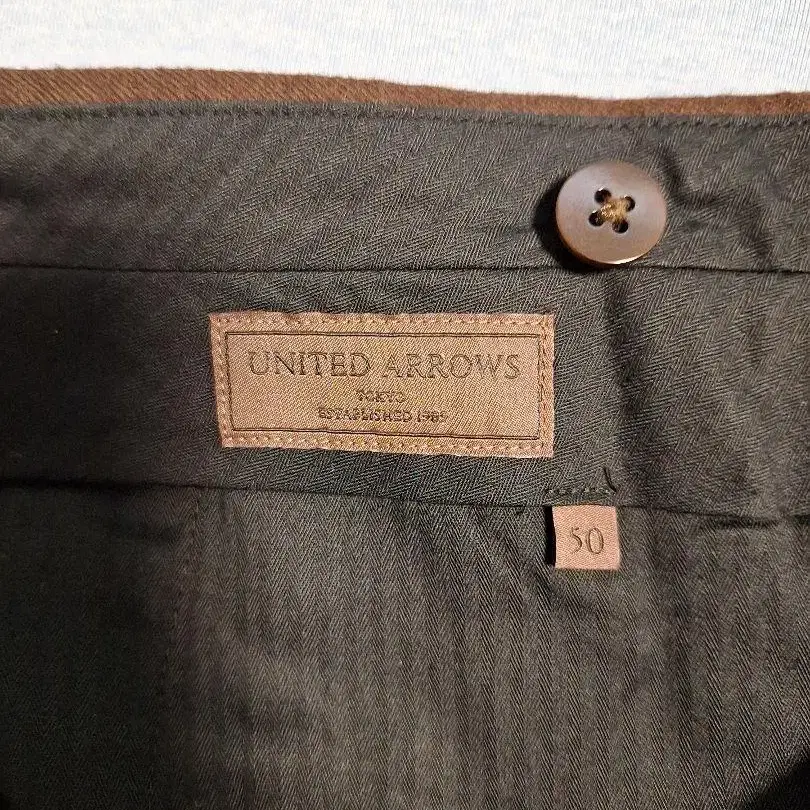 UNITED ARROWS
TOKYO
ESTABLISHED 1989
50